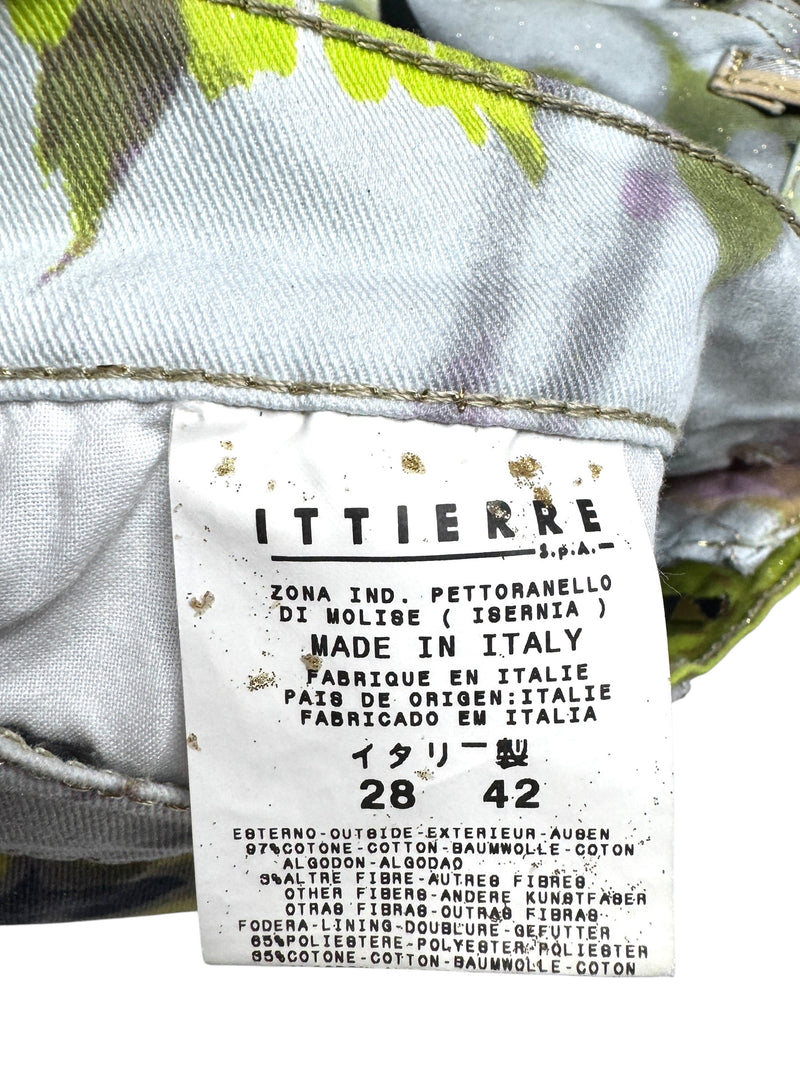 ITTIERRE
S.p.A.
ZONA IND. PETTORANELLO
DI MOLISE ( ISERNIA )
MADE IN ITALY
FABRIQUE EN ITALIE
PAIS DE ORIGEN:ITALIE
FABRICADO EM ITALIA
イタリー製
28 42
ESTERNO-OUTSIDE-EXTERIEUR-AUSEN
97%COTONE-COTTON-BAUMWOLLE-COTON
ALGODON-ALGODAO
3%ALTRE FIBRE-AUTRES FIBRES
OTHER FIBERS-ANDERE KUNSTFASER
OTRAS FIBRAS-OUTRAS FIBRAS
FODERA-LINING-DOUBLURE-GEFUTTER
65%POLIESTERE-POLYESTER-POLIESTER
35%COTONE-COTTON-BAUMWOLLE-COTON